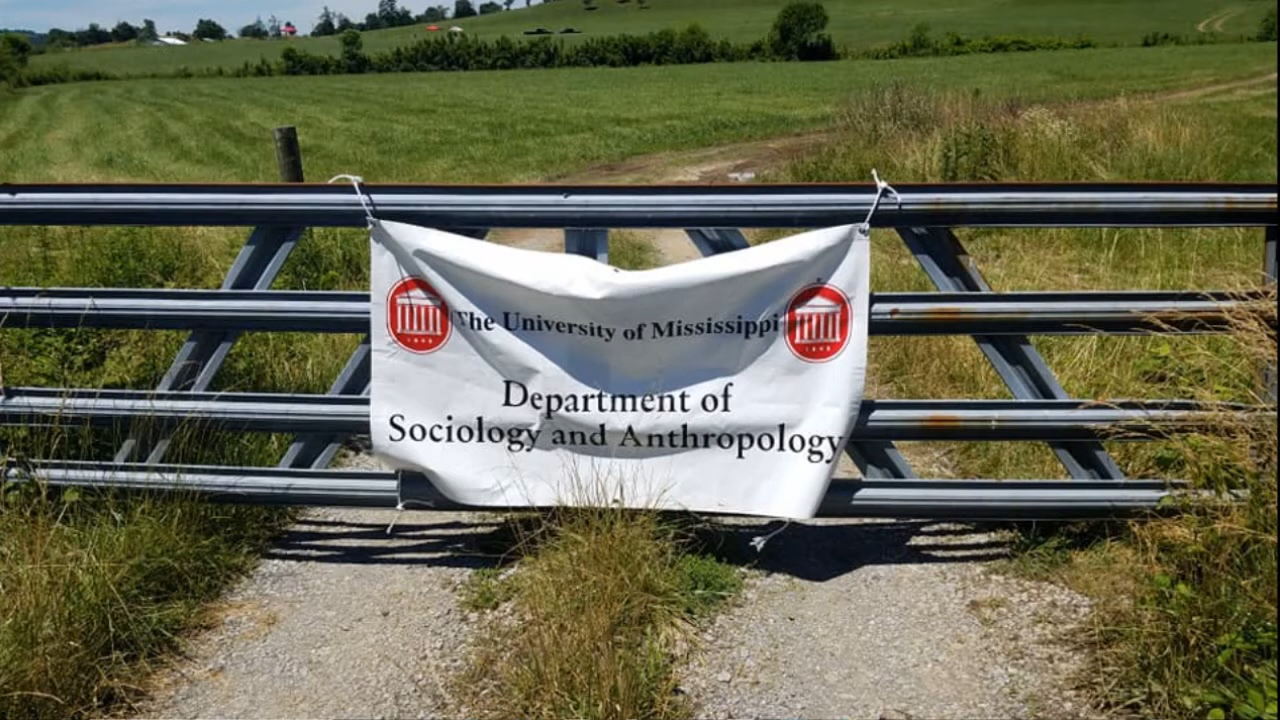 The University of Mississippi
Department of
Sociology and Anthropology